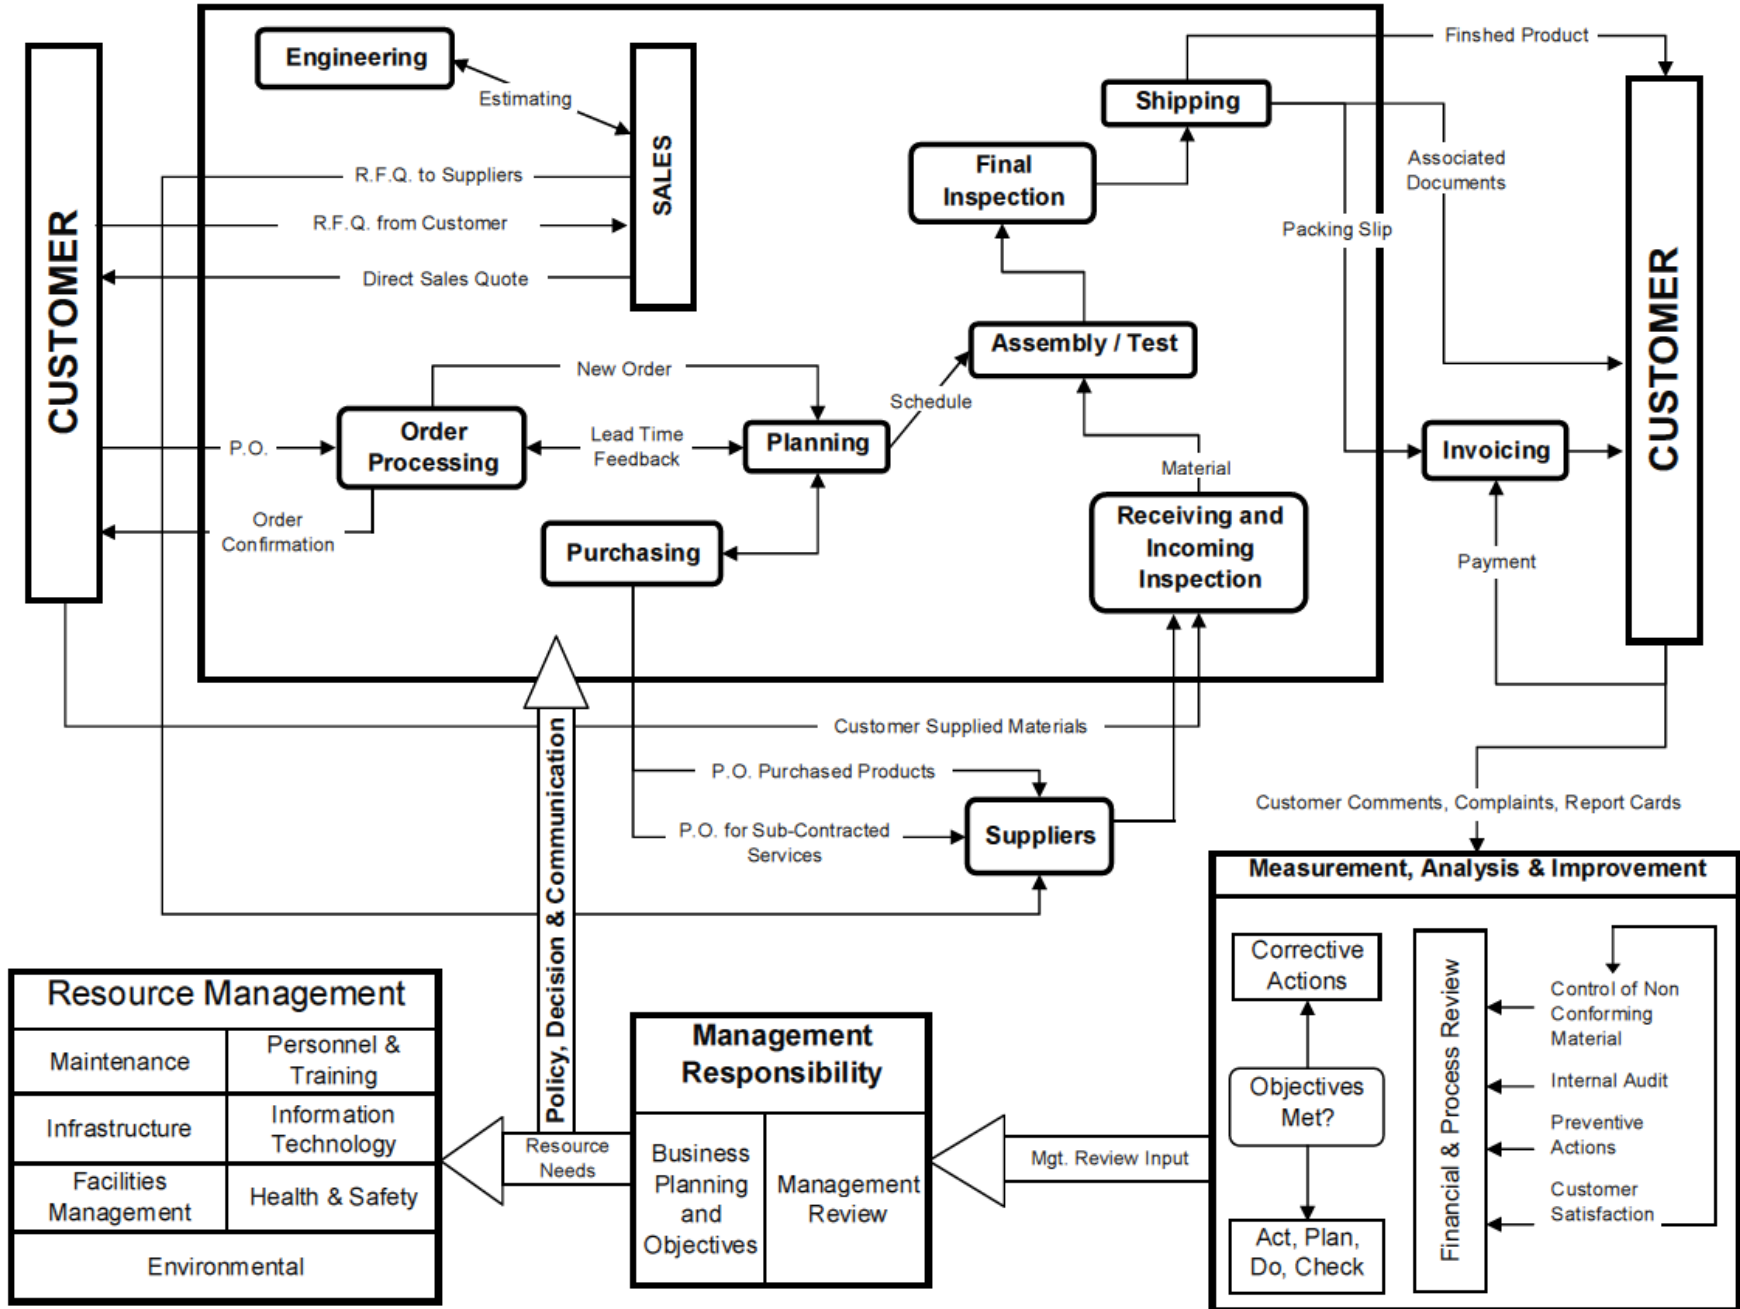 Engineering
Estimating
SALES
CUSTOMER
R.F.Q. to Suppliers
R.F.Q. from Customer
Direct Sales Quote
Finshed Product
Shipping
Final
Inspection
Associated
Documents
Packing Slip
CUSTOMER
Assembly / Test
New Order
Schedule
Order
Processing
P.O.
Lead Time
Feedback
Planning
Invoicing
Material
Order
Confirmation
Purchasing
Receiving and
Incoming
Inspection
Payment
Customer Supplied Materials
P.O. Purchased Products
P.O. for Sub-Contracted
Services
Suppliers
Customer Comments, Complaints, Report Cards
Policy, Decision & Communication
Resource Management
Maintenance
Personnel &
Training
Infrastructure
Information
Technology
Facilities
Management
Health & Safety
Environmental
Resource
Needs
Management
Responsibility
Business
Planning
and
Objectives
Management
Review
Mgt. Review Input
Measurement, Analysis & Improvement
Corrective
Actions
Objectives
Met?
Act, Plan,
Do, Check
Financial & Process Review
Control of Non
Conforming
Material
Internal Audit
Preventive
Actions
Customer
Satisfaction